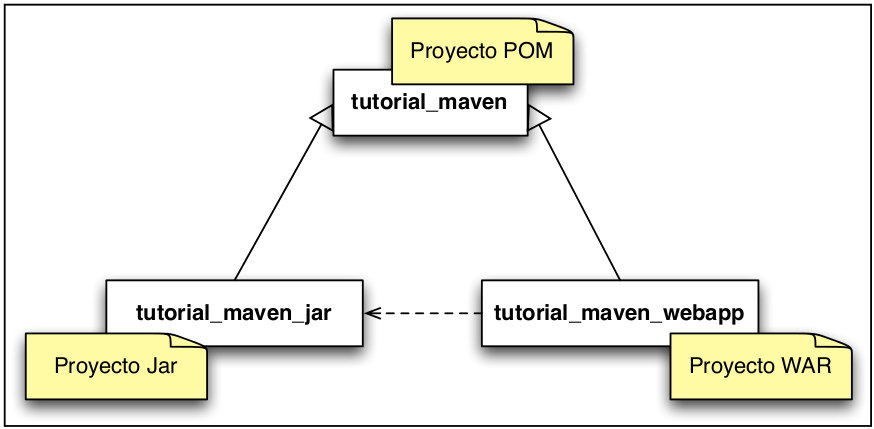 Proyecto POM
tutorial_maven
tutorial_maven_jar
tutorial_maven_webapp
Proyecto Jar
Proyecto WAR